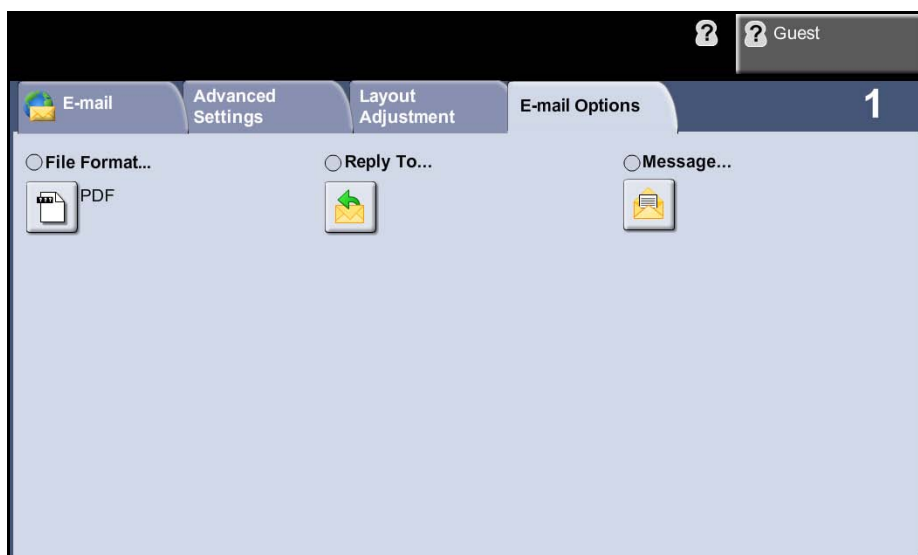 ? ? Guest
E-mail
Advanced
Settings
Layout
Adjustment
E-mail Options
1
File Format...
Reply To...
Message...
PDF